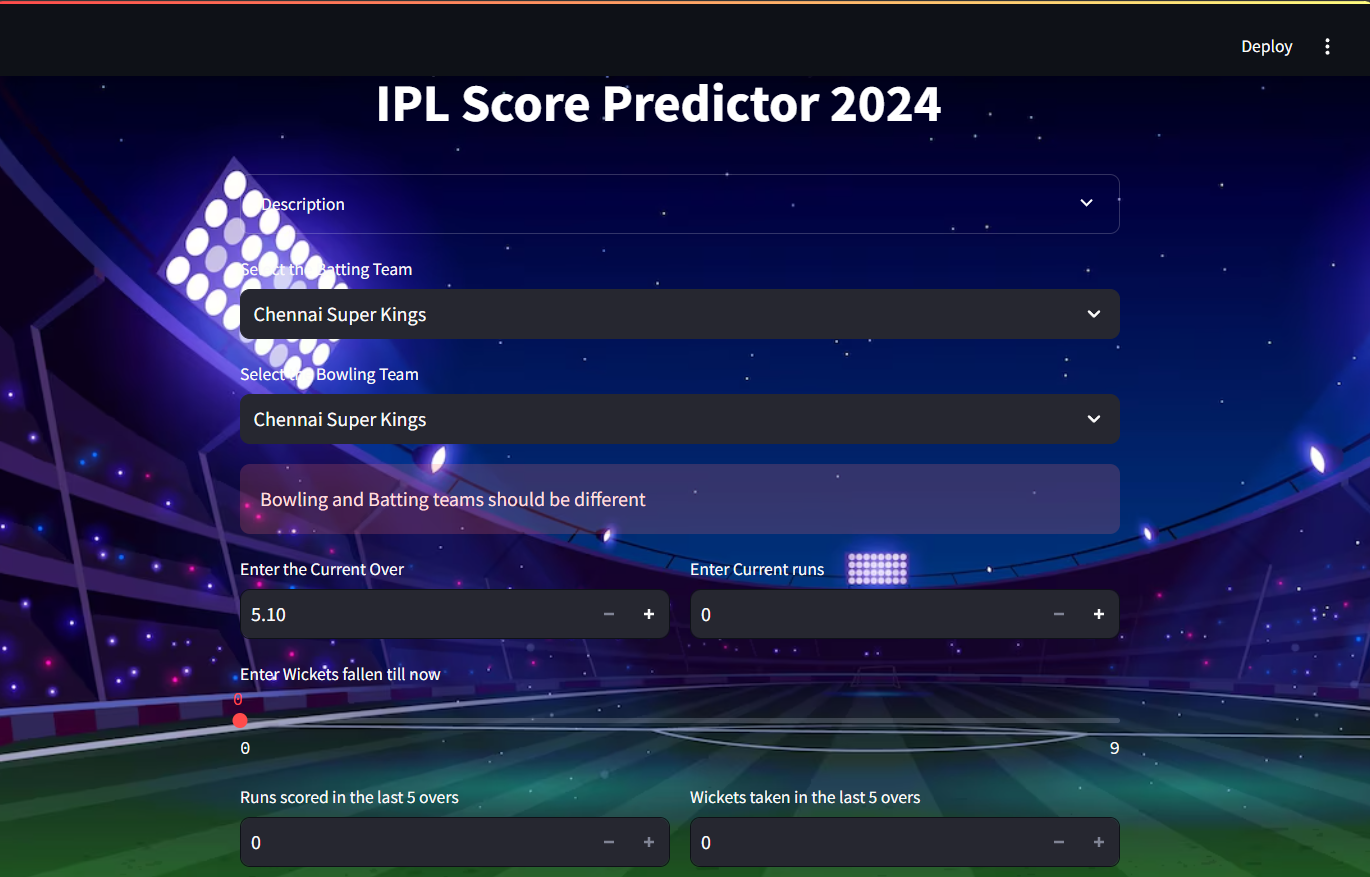 Deploy
IPL Score Predictor 2024
Description
Select the Batting Team
Chennai Super Kings
Select the Bowling Team
Chennai Super Kings
Bowling and Batting teams should be different
Enter the Current Over
Enter Current runs
5.10
0
Enter Wickets fallen till now
0
0
9
Runs scored in the last 5 overs
Wickets taken in the last 5 overs
0
0